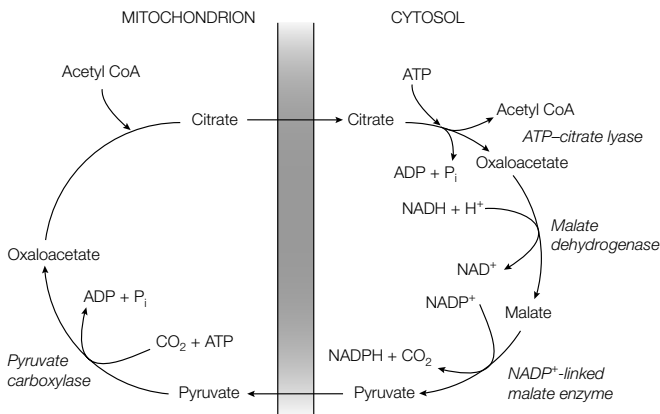 MITOCHONDRION
CYTOSOL
Acetyl CoA
ATP
Citrate
Citrate
Acetyl CoA
ATP–citrate lyase
Oxaloacetate
ADP + Pi
NADH + H+
Malate
dehydrogenase
Oxaloacetate
NAD+
ADP + Pi
NADP+
Malate
CO2 + ATP
NADPH + CO2
Pyruvate
carboxylase
NADP+-linked
malate enzyme
Pyruvate
Pyruvate